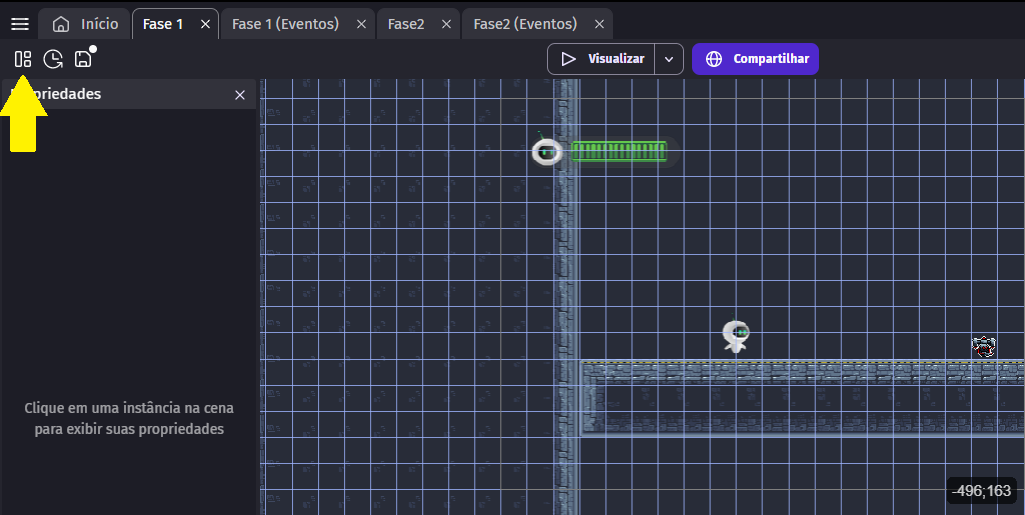 Início
Fase 1
Fase 1 (Eventos)
Fase2
Fase2 (Eventos)
Visualizar
Compartilhar
Clique em uma instância na cena
para exibir suas propriedades
-496;163